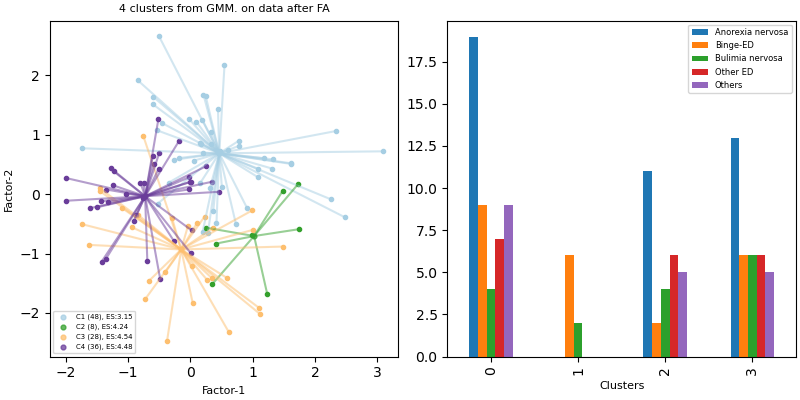 4 clusters from GMM. on data after FA
Factor-2
2
1
0
−1
−2
C1 (48), ES:3.15
C2 (8), ES:4.24
C3 (28), ES:4.54
C4 (36), ES:4.48
−2
−1
0
1
2
3
Factor-1
17.5
15.0
12.5
10.0
7.5
5.0
2.5
0.0
Anorexia nervosa
Binge-ED
Bulimia nervosa
Other ED
Others
0
1
2
3
Clusters